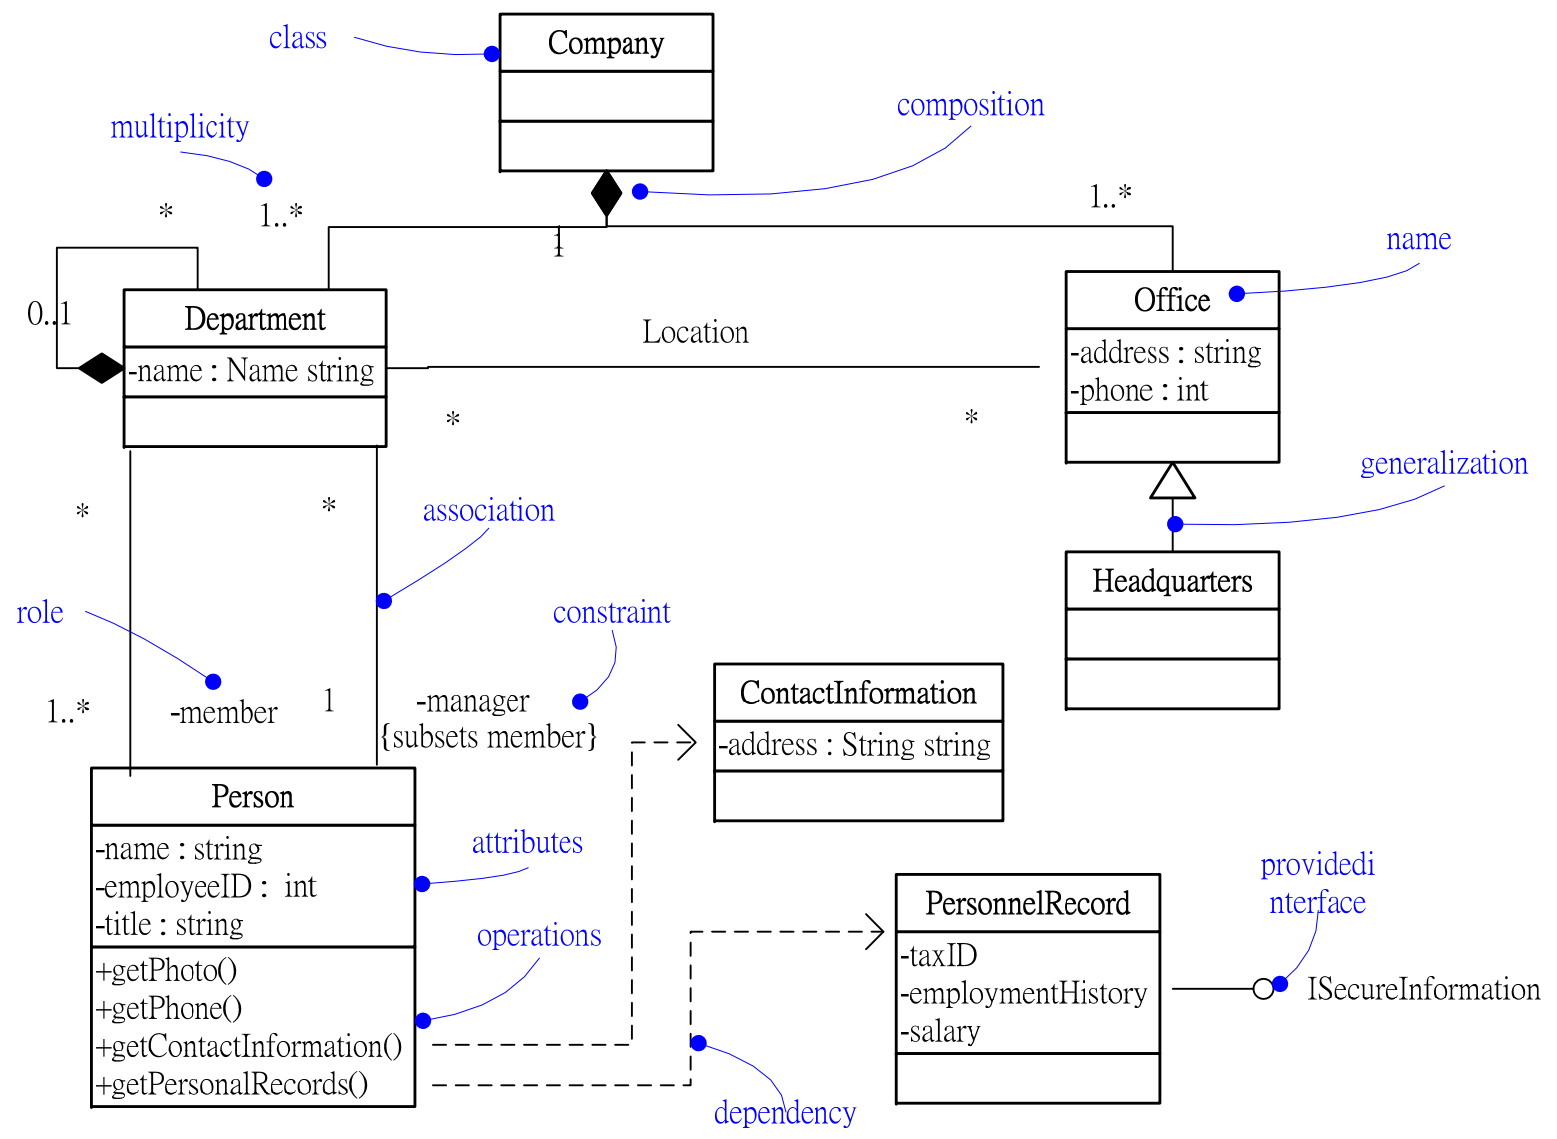 class
Company
composition
multiplicity
*
1..*
1
1..*
name
0..1
Department
-name : Name string
Location
*
*
Office
-address : string
-phone : int
generalization
Headquarters
*
*
association
role
constraint
1..*
-member
1
-manager
{subsets member}
ContactInformation
-address : String string
Person
-name : string
-employeeID :  int
-title : string
+getPhoto()
+getPhone()
+getContactInformation()
+getPersonalRecords()
attributes
operations
dependency
PersonnelRecord
-taxID
-employmentHistory
-salary
providedi
nterface
ISecureInformation